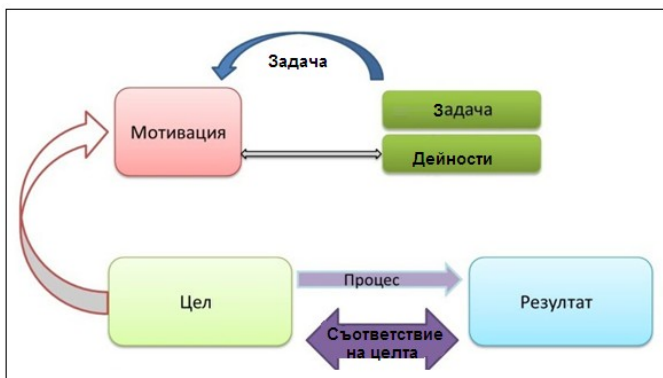 Задача
Задача
Мотивация
Дейности
Процес
Цел
Резултат
Съответствие
на целта